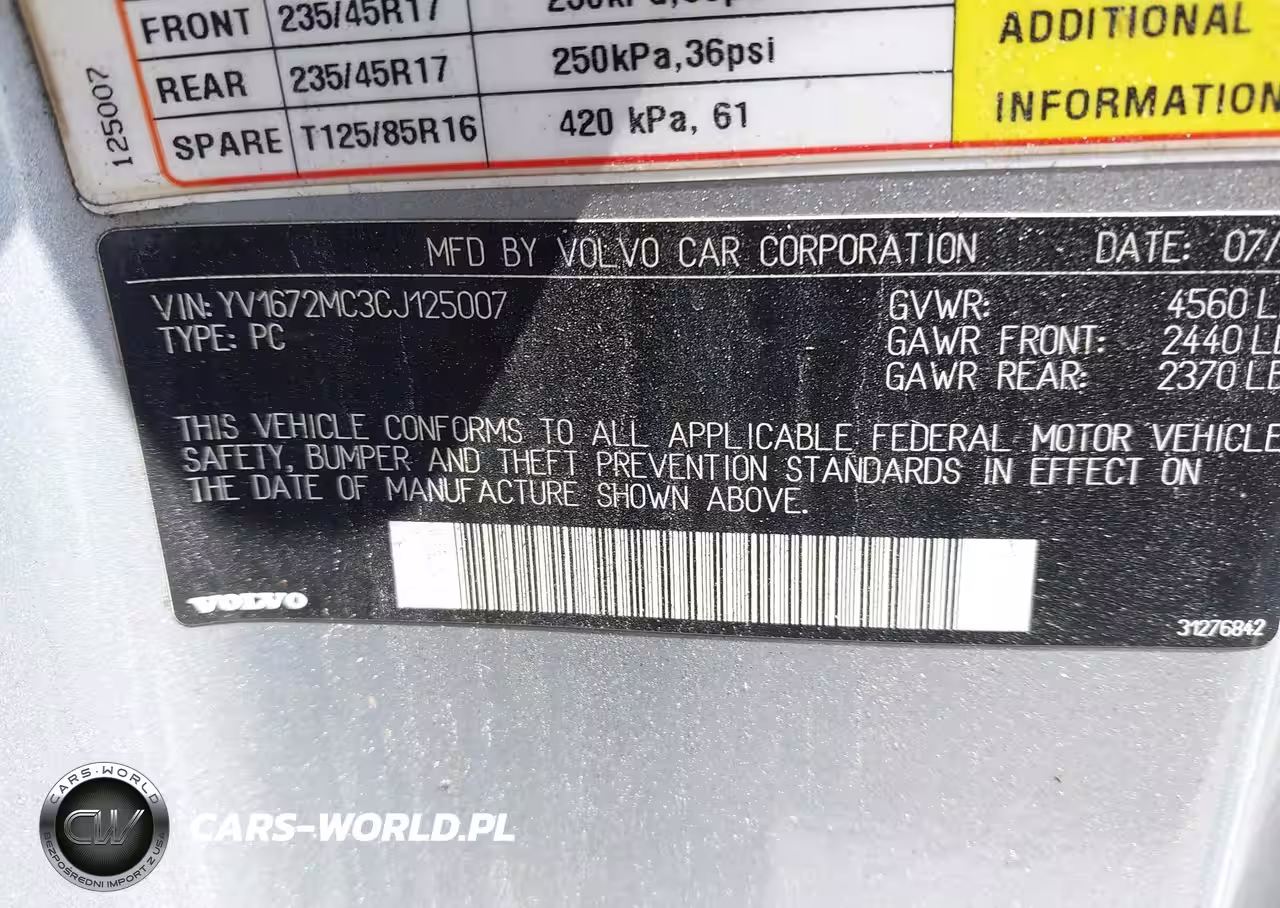 FRONT 235/45R17
REAR 235/45R17 250kPa,36psi
SPARE T125/85R16 420 kPa, 61
125007
ADDITIONAL
INFORMATION
MFD BY VOLVO CAR CORPORATION DATE: 07/
VIN: YV1672MC3CJ125007 GVWR: 4560 L
TYPE: PC GAWR FRONT: 2440 LB
GAWR REAR: 2370 LB
THIS VEHICLE CONFORMS TO ALL APPLICABLE FEDERAL MOTOR VEHICLE
SAFETY, BUMPER AND THEFT PREVENTION STANDARDS IN EFFECT ON
THE DATE OF MANUFACTURE SHOWN ABOVE.
VOLVO
31276842
CARS-WORLD
CW
BEZPOŚREDNI IMPORT Z USA
CARS-WORLD.PL